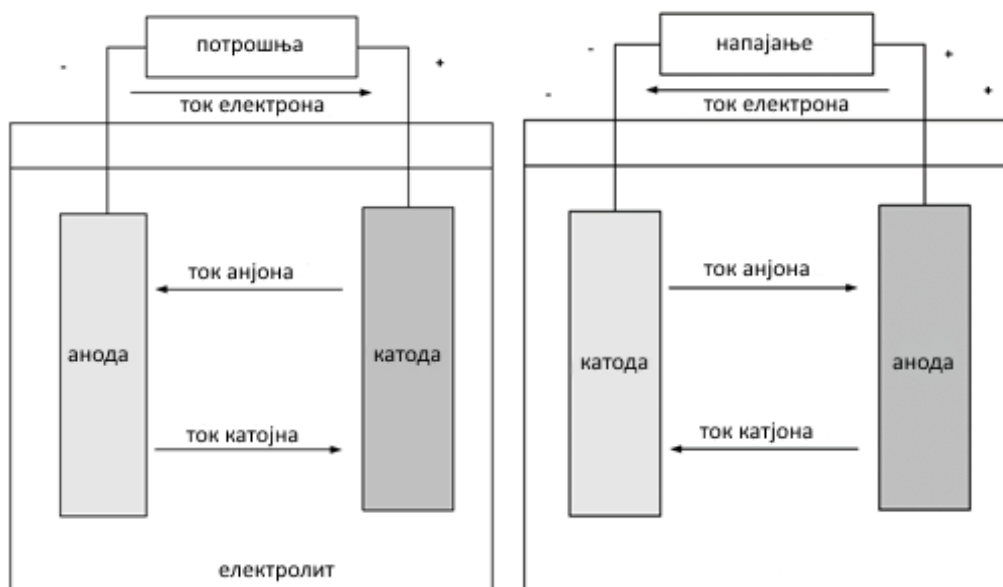 потрошња
-
+
ток електрона
ток анјона
анода
катода
ток катојна
електролит
напајање
-
+
-
+
ток електрона
ток анјона
катода
анода
ток катјона